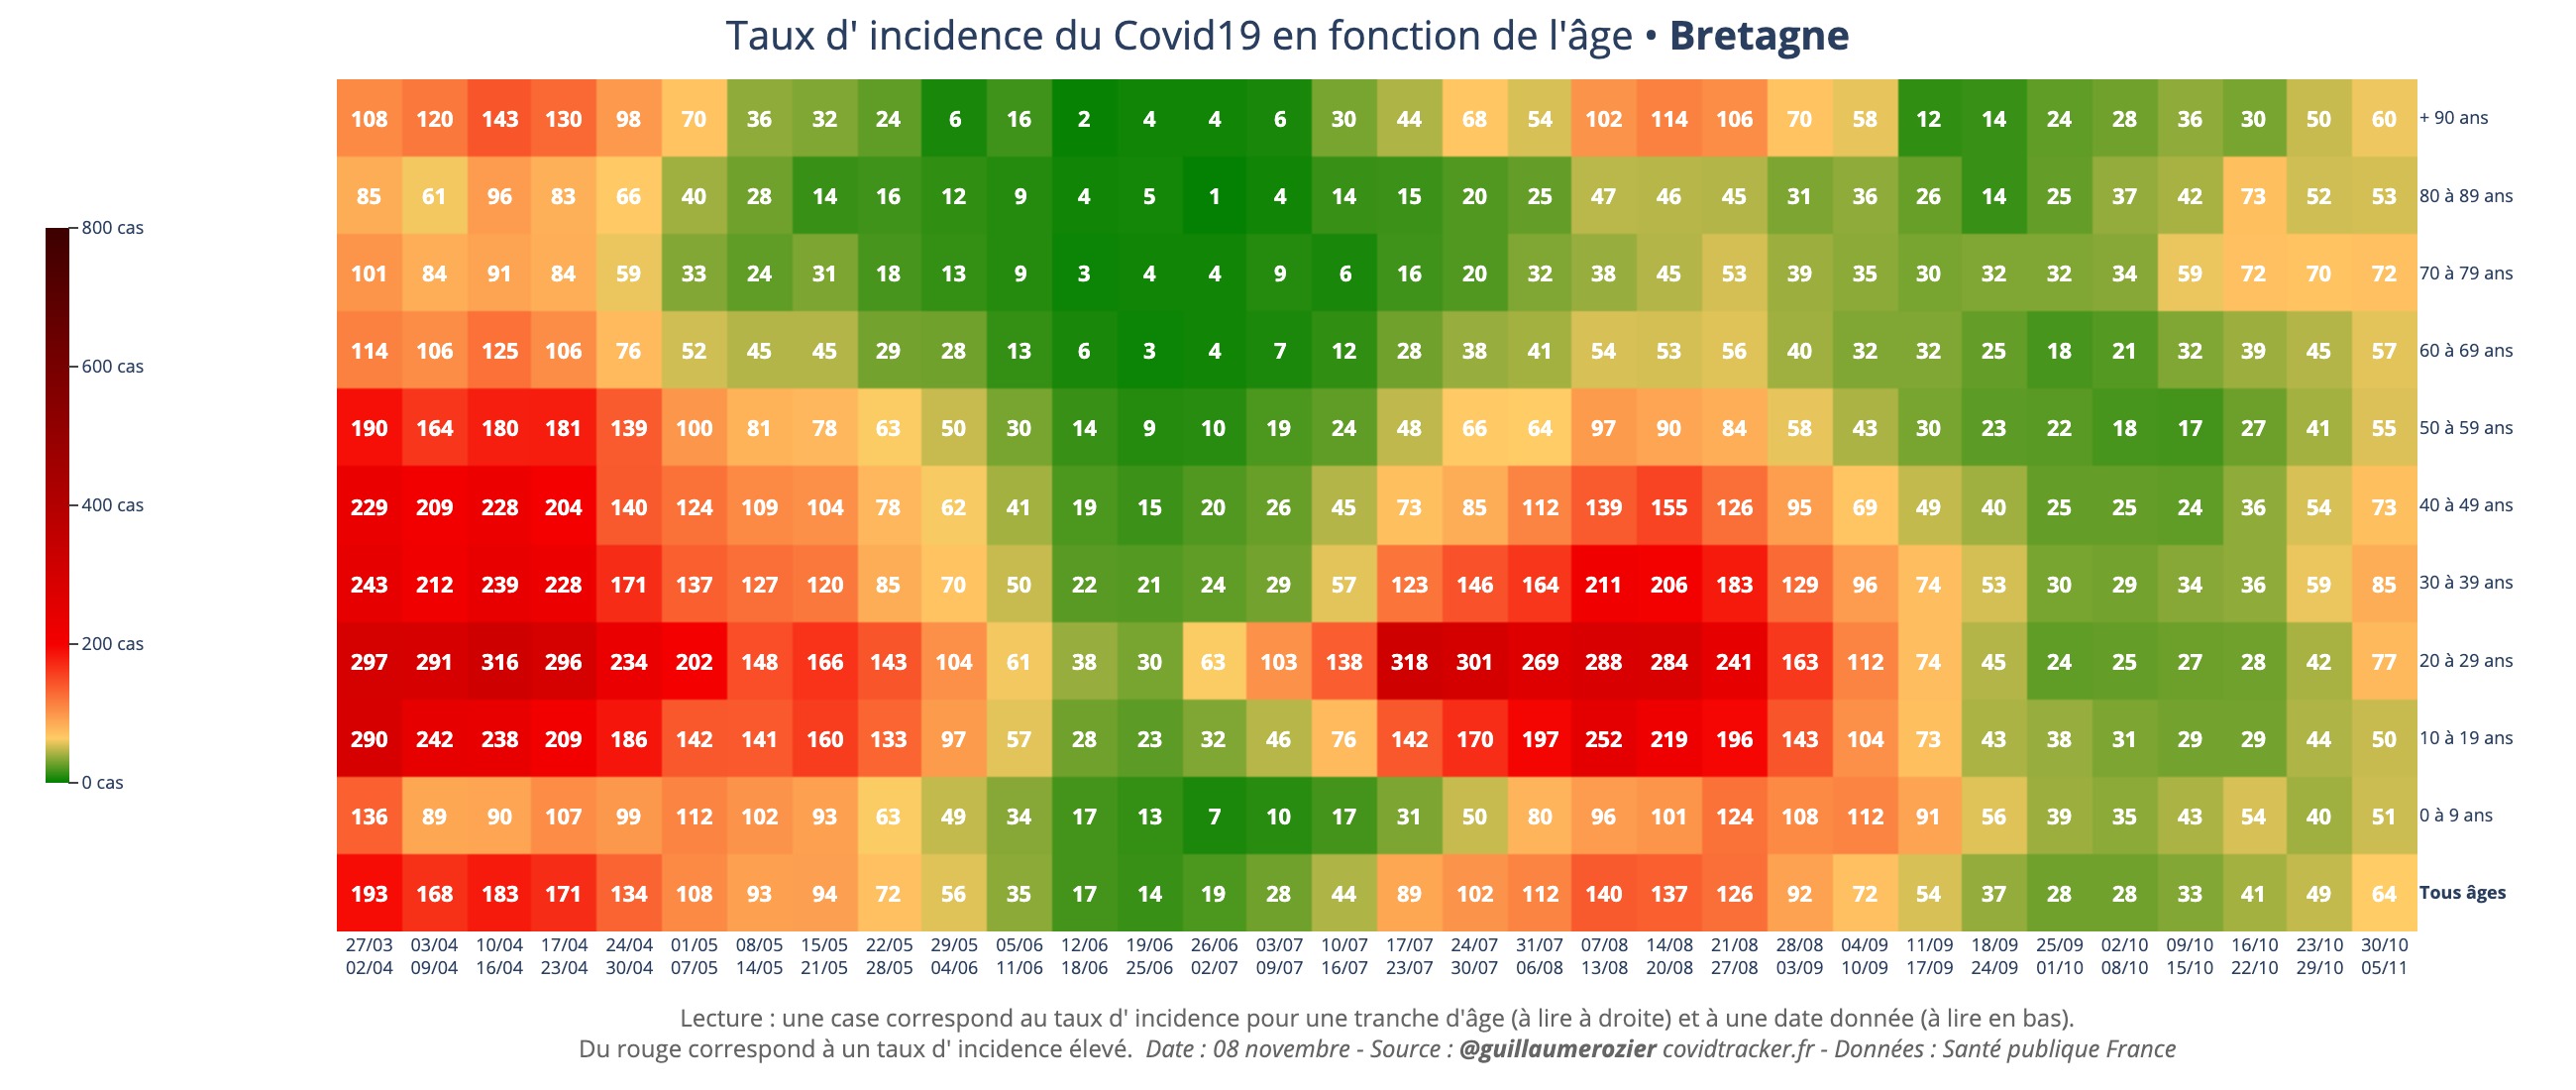 Taux d' incidence du Covid19 en fonction de l'âge • Bretagne
800 cas
600 cas
400 cas
200 cas
0 cas
108 120 143 130 98 70 36 32 24 6 16 2 4 4 6 30 44 68 54 102 114 106 70 58 12 14 24 28 36 30 50 60 + 90 ans
85 61 96 83 66 40 28 14 16 12 9 4 5 1 4 14 15 20 25 47 46 45 31 36 26 14 25 37 42 73 52 53 80 à 89 ans
101 84 91 84 59 33 24 31 18 13 9 3 4 4 9 6 16 20 32 38 45 53 39 35 30 32 32 34 59 72 70 72 70 à 79 ans
114 106 125 106 76 52 45 45 29 28 13 6 3 4 7 12 28 38 41 54 53 56 40 32 32 25 18 21 32 39 45 57 60 à 69 ans
190 164 180 181 139 100 81 78 63 50 30 14 9 10 19 24 48 66 64 97 90 84 58 43 30 23 22 18 17 27 41 55 50 à 59 ans
229 209 228 204 140 124 109 104 78 62 41 19 15 20 26 45 73 85 112 139 155 126 95 69 49 40 25 25 24 36 54 73 40 à 49 ans
243 212 239 228 171 137 127 120 85 70 50 22 21 24 29 57 123 146 164 211 206 183 129 96 74 53 30 29 34 36 59 85 30 à 39 ans
297 291 316 296 234 202 148 166 143 104 61 38 30 63 103 138 318 301 269 288 284 241 163 112 74 45 24 25 27 28 42 77 20 à 29 ans
290 242 238 209 186 142 141 160 133 97 57 28 23 32 46 76 142 170 197 252 219 196 143 104 73 43 38 31 29 29 44 50 10 à 19 ans
136 89 90 107 99 112 102 93 63 49 34 17 13 7 10 17 31 50 80 96 101 124 108 112 91 56 39 35 43 54 40 51 0 à 9 ans
193 168 183 171 134 108 93 94 72 56 35 17 14 19 28 44 89 102 112 140 137 126 92 72 54 37 28 28 33 41 49 64 Tous âges
27/03 03/04 10/04 17/04 24/04 01/05 08/05 15/05 22/05 29/05 05/06 12/06 19/06 26/06 03/07 10/07 17/07 24/07 31/07 07/08 14/08 21/08 28/08 04/09 11/09 18/09 25/09 02/10 09/10 16/10 23/10 30/10
02/04 09/04 16/04 23/04 30/04 07/05 14/05 21/05 28/05 04/06 11/06 18/06 25/06 02/07 09/07 16/07 23/07 30/07 06/08 13/08 20/08 27/08 03/09 10/09 17/09 24/09 01/10 08/10 15/10 22/10 29/10 05/11
Lecture : une case correspond au taux d' incidence pour une tranche d'âge (à lire à droite) et à une date donnée (à lire en bas).
Du rouge correspond à un taux d' incidence élevé. Date : 08 novembre - Source : @guillaumerozier covidtracker.fr - Données : Santé publique France